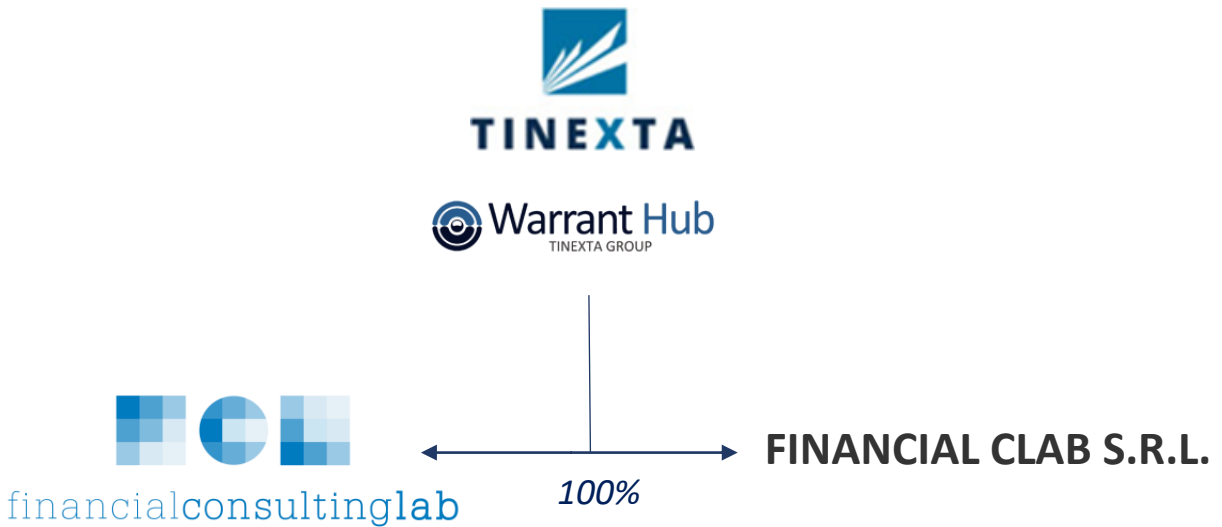 TINEXTA
Warrant Hub
TINEXTA GROUP
financialconsultinglab
100%
FINANCIAL CLAB S.R.L.